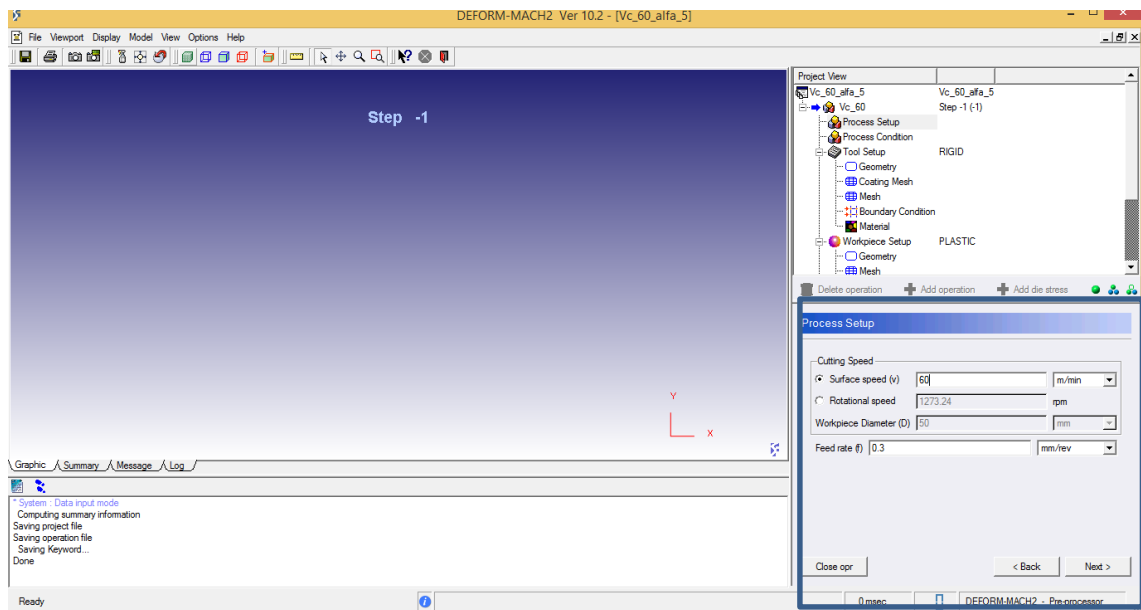 DEFORM-MACH2 Ver 10.2 - [Vc_60_alfa_5]
File Viewport Display Model View Options Help
Step -1
Y
X
Project View
Vc_60_alfa_5 Vc_60_alfa_5
Vc_60 Step -1 (-1)
Process Setup
Process Condition
Tool Setup RIGID
Geometry
Coating Mesh
Mesh
Boundary Condition
Material
Workpiece Setup PLASTIC
Geometry
Mesh
Delete operation Add operation Add die stress
Process Setup
Cutting Speed
Surface speed (v) 60 m/min
Rotational speed 1273.24 rpm
Workpiece Diameter (D) 50 mm
Feed rate (f) 0.3 mm/rev
Close opr < Back Next >
Graphic Summary Message Log
* System : Data input mode
Computing summary information
Saving project file
Saving operation file
Saving Keyword...
Done
Ready 0 msec DEFORM-MACH2 - Pre-processor